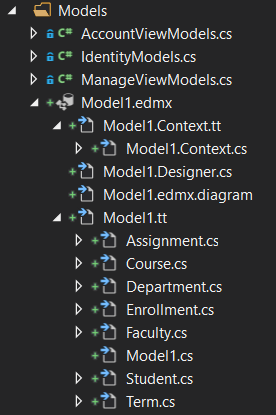 Models
AccountViewModels.cs
IdentityModels.cs
ManageViewModels.cs
Model1.edmx
Model1.Context.tt
Model1.Context.cs
Model1.Designer.cs
Model1.edmx.diagram
Model1.tt
Assignment.cs
Course.cs
Department.cs
Enrollment.cs
Faculty.cs
Model1.cs
Student.cs
Term.cs